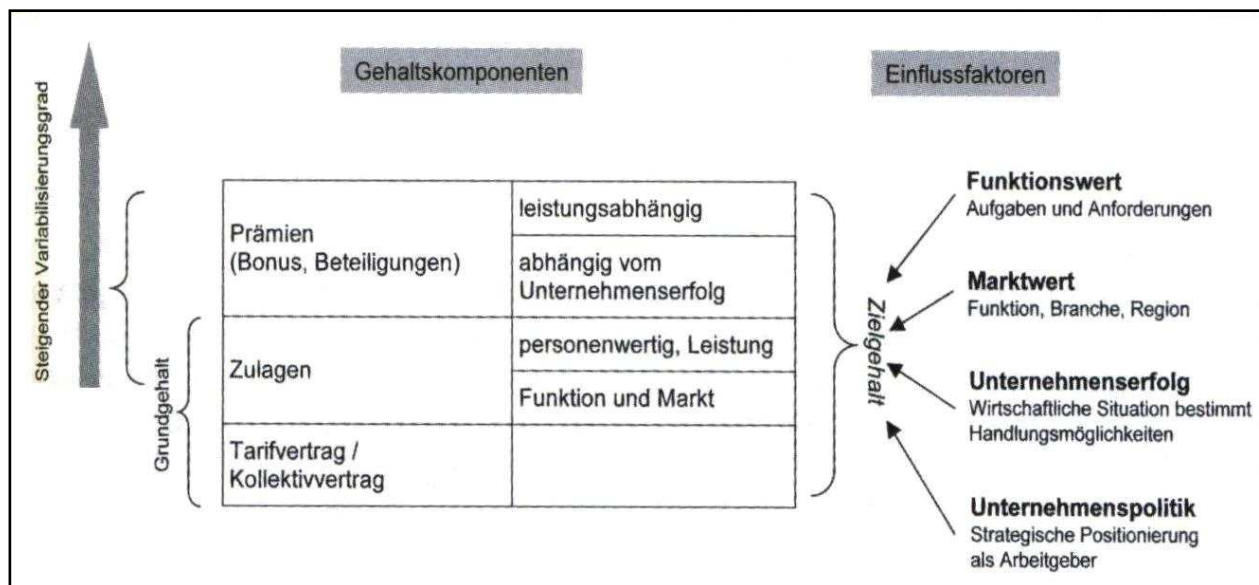 Gehaltskomponenten
Einflussfaktoren
Steigender Variabilisierungsgrad
Grundgehalt
Prämien
(Bonus, Beteiligungen)
leistungsabhängig
abhängig vom
Unternehmenserfolg
Zulagen
personenwertig, Leistung
Funktion und Markt
Tarifvertrag /
Kollektivvertrag
Zielgehalt
Funktionswert
Aufgaben und Anforderungen
Marktwert
Funktion, Branche, Region
Unternehmenserfolg
Wirtschaftliche Situation bestimmt
Handlungsmöglichkeiten
Unternehmenspolitik
Strategische Positionierung
als Arbeitgeber